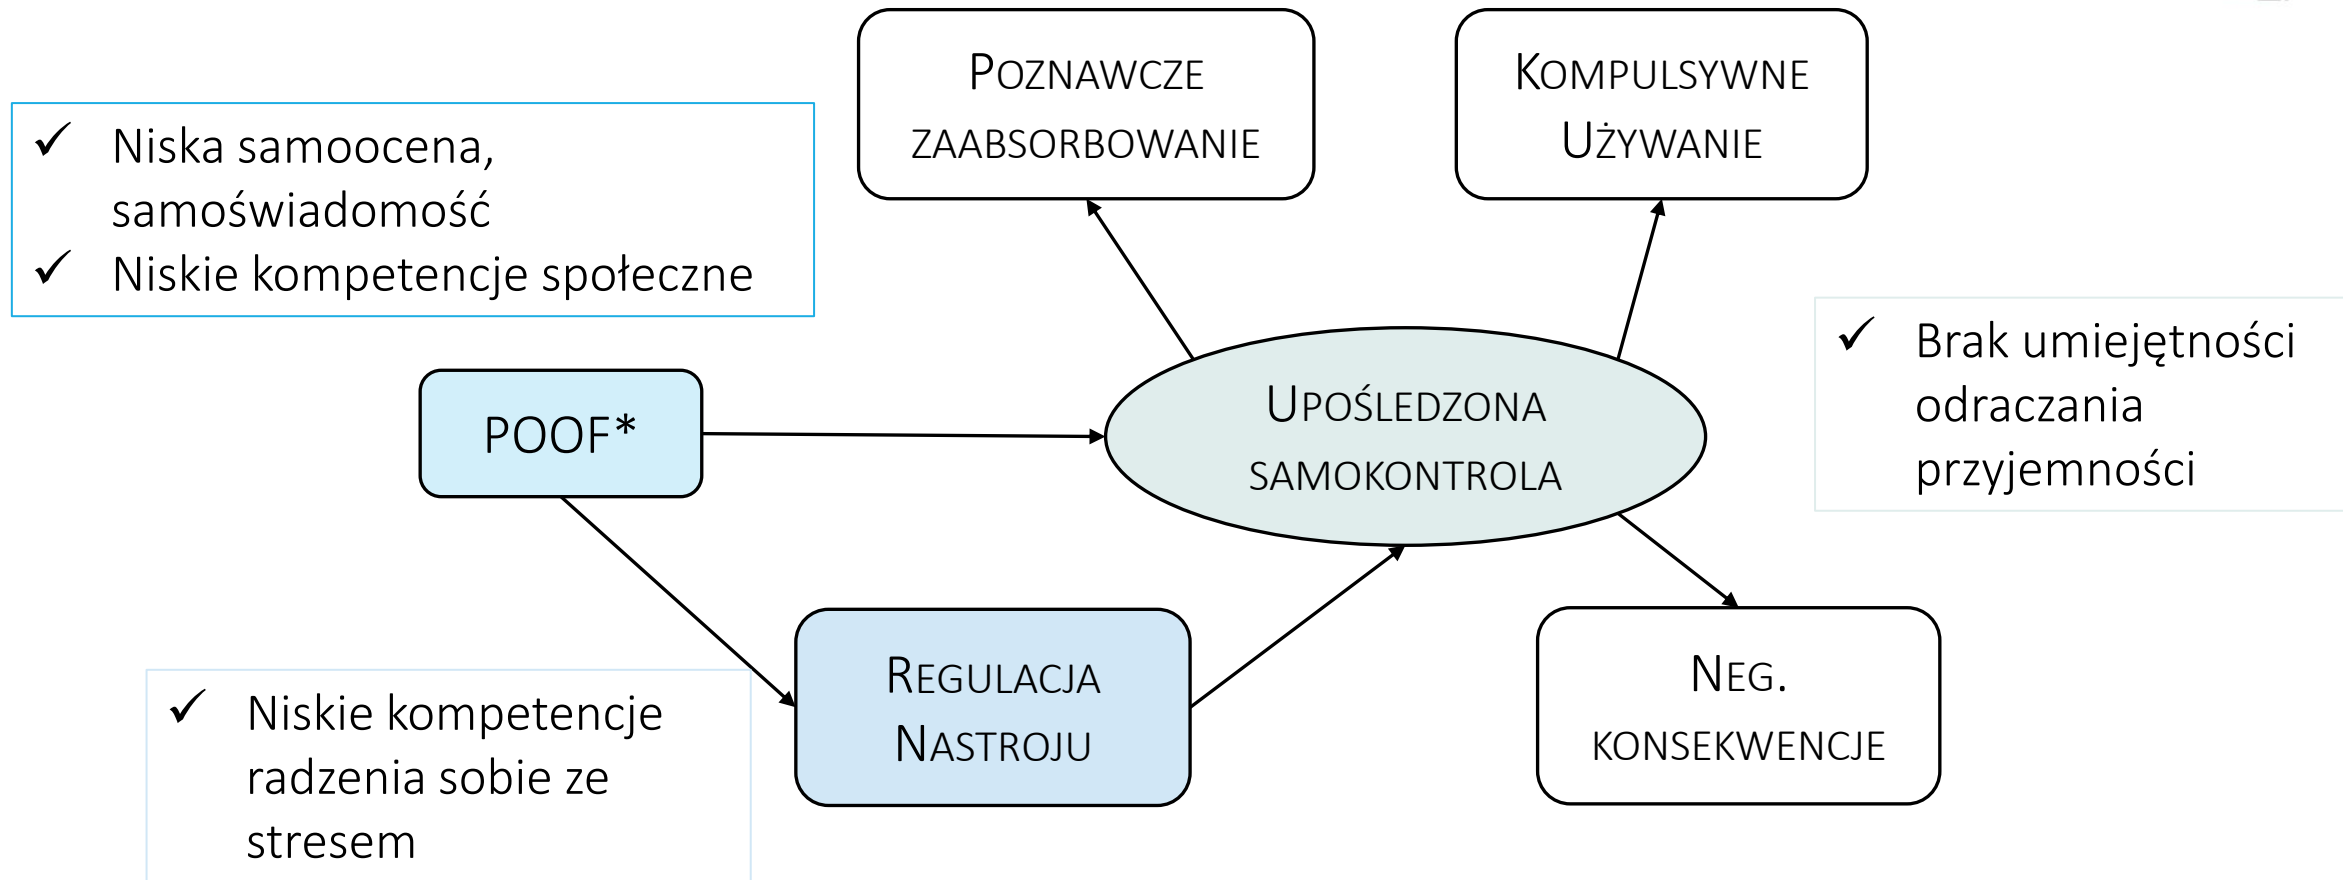 Poznawcze
zaabsorbowanie
Kompulsywne
Używanie
✓ Niska samoocena,
samoświadomość
✓ Niskie kompetencje społeczne
✓ Brak umiejętności
odraczania
przyjemności
POOF*
Upośledzona
samokontrola
Regulacja
Nastroju
Neg.
konsekwencje
✓ Niskie kompetencje
radzenia sobie ze
stresem